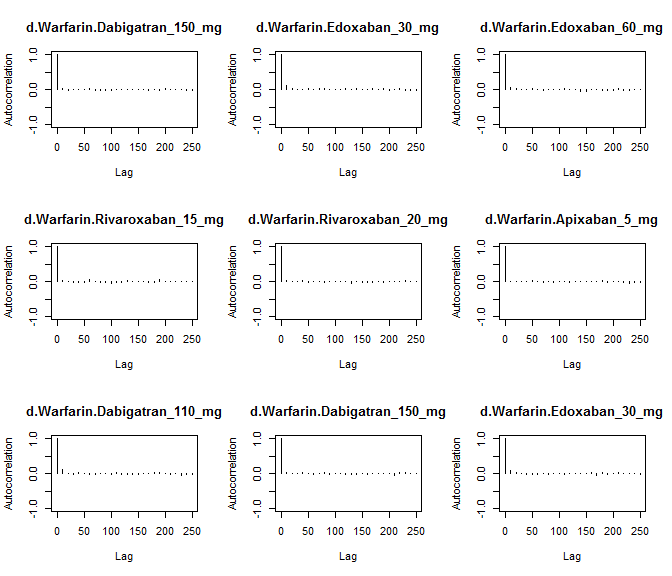 d.Warfarin.Dabigatran_150_mg
Autocorrelation
1.0
0.0
-1.0
0 50 100 150 200 250
Lag
d.Warfarin.Edoxaban_30_mg
Autocorrelation
1.0
0.0
-1.0
0 50 100 150 200 250
Lag
d.Warfarin.Edoxaban_60_mg
Autocorrelation
1.0
0.0
-1.0
0 50 100 150 200 250
Lag
d.Warfarin.Rivaroxaban_15_mg
Autocorrelation
1.0
0.0
-1.0
0 50 100 150 200 250
Lag
d.Warfarin.Rivaroxaban_20_mg
Autocorrelation
1.0
0.0
-1.0
0 50 100 150 200 250
Lag
d.Warfarin.Apixaban_5_mg
Autocorrelation
1.0
0.0
-1.0
0 50 100 150 200 250
Lag
d.Warfarin.Dabigatran_110_mg
Autocorrelation
1.0
0.0
-1.0
0 50 100 150 200 250
Lag
d.Warfarin.Dabigatran_150_mg
Autocorrelation
1.0
0.0
-1.0
0 50 100 150 200 250
Lag
d.Warfarin.Edoxaban_30_mg
Autocorrelation
1.0
0.0
-1.0
0 50 100 150 200 250
Lag